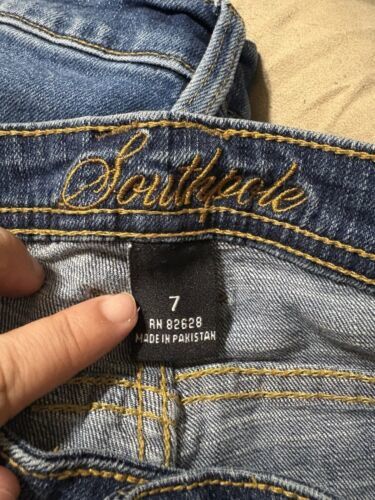 Southpole
7
RN 82628
MADE IN PAKISTAN